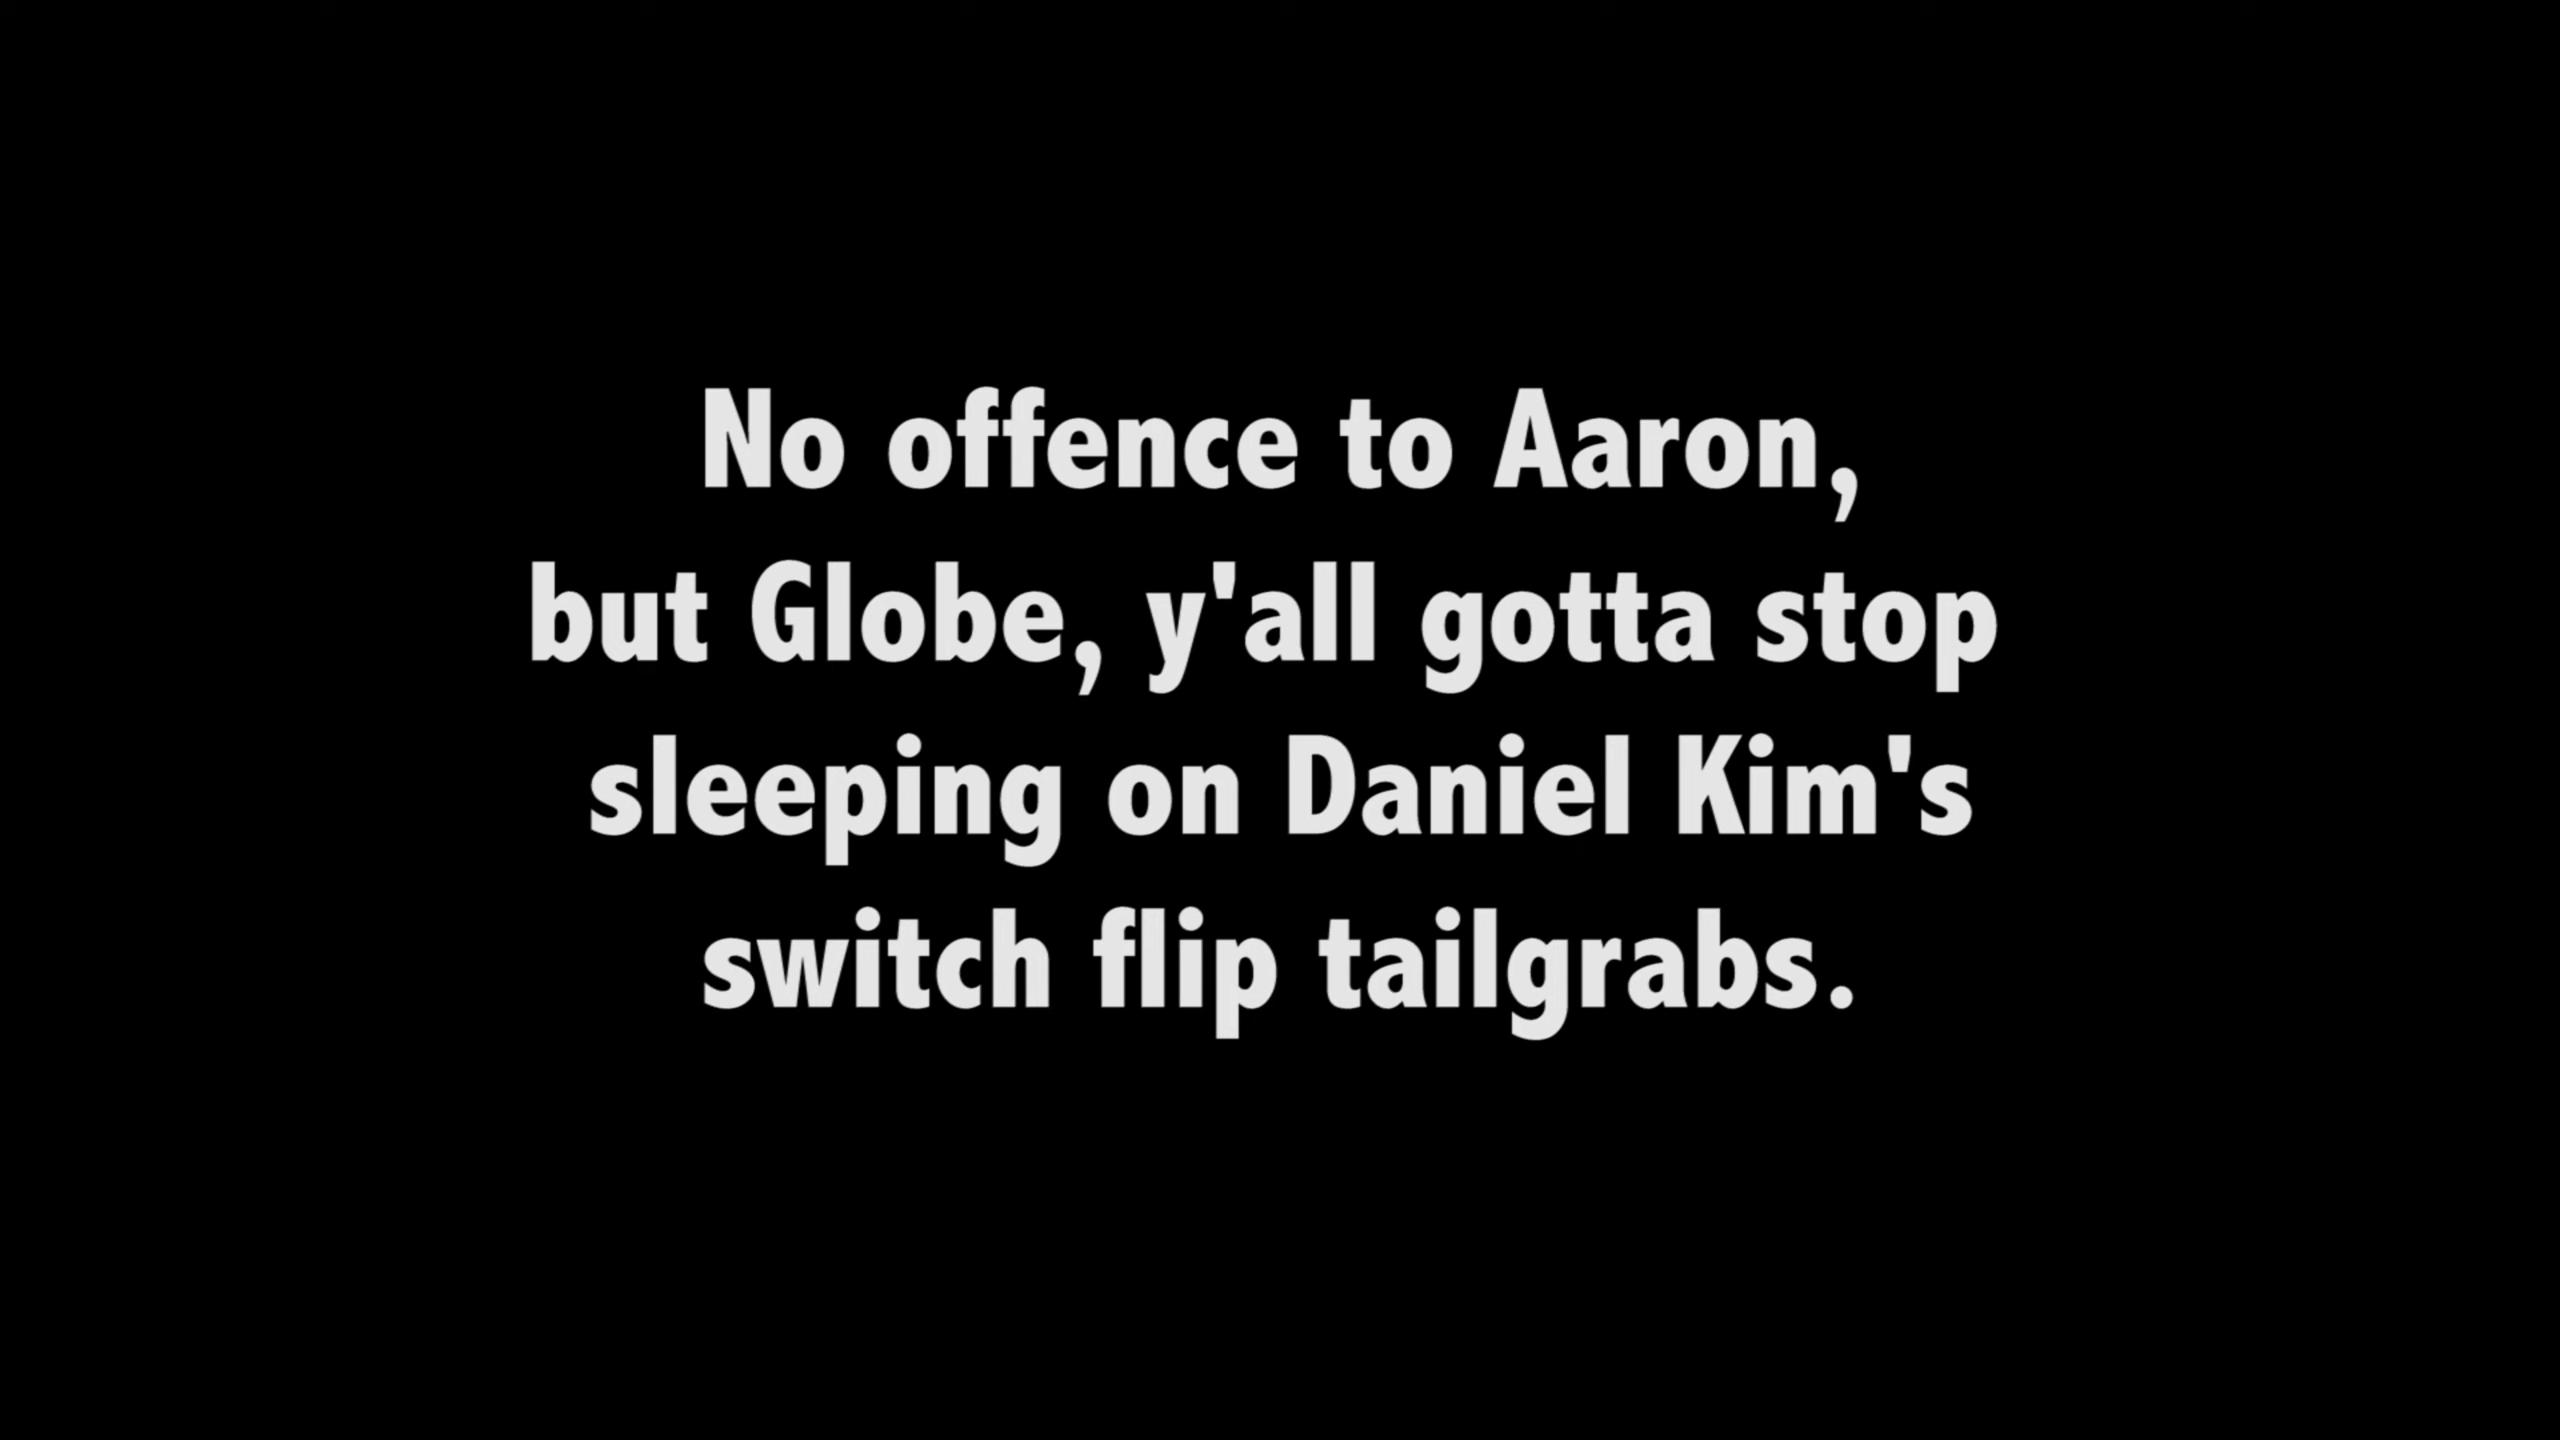 No offence to Aaron,
but Globe, y'all gotta stop
sleeping on Daniel Kim's
switch flip tailgrabs.